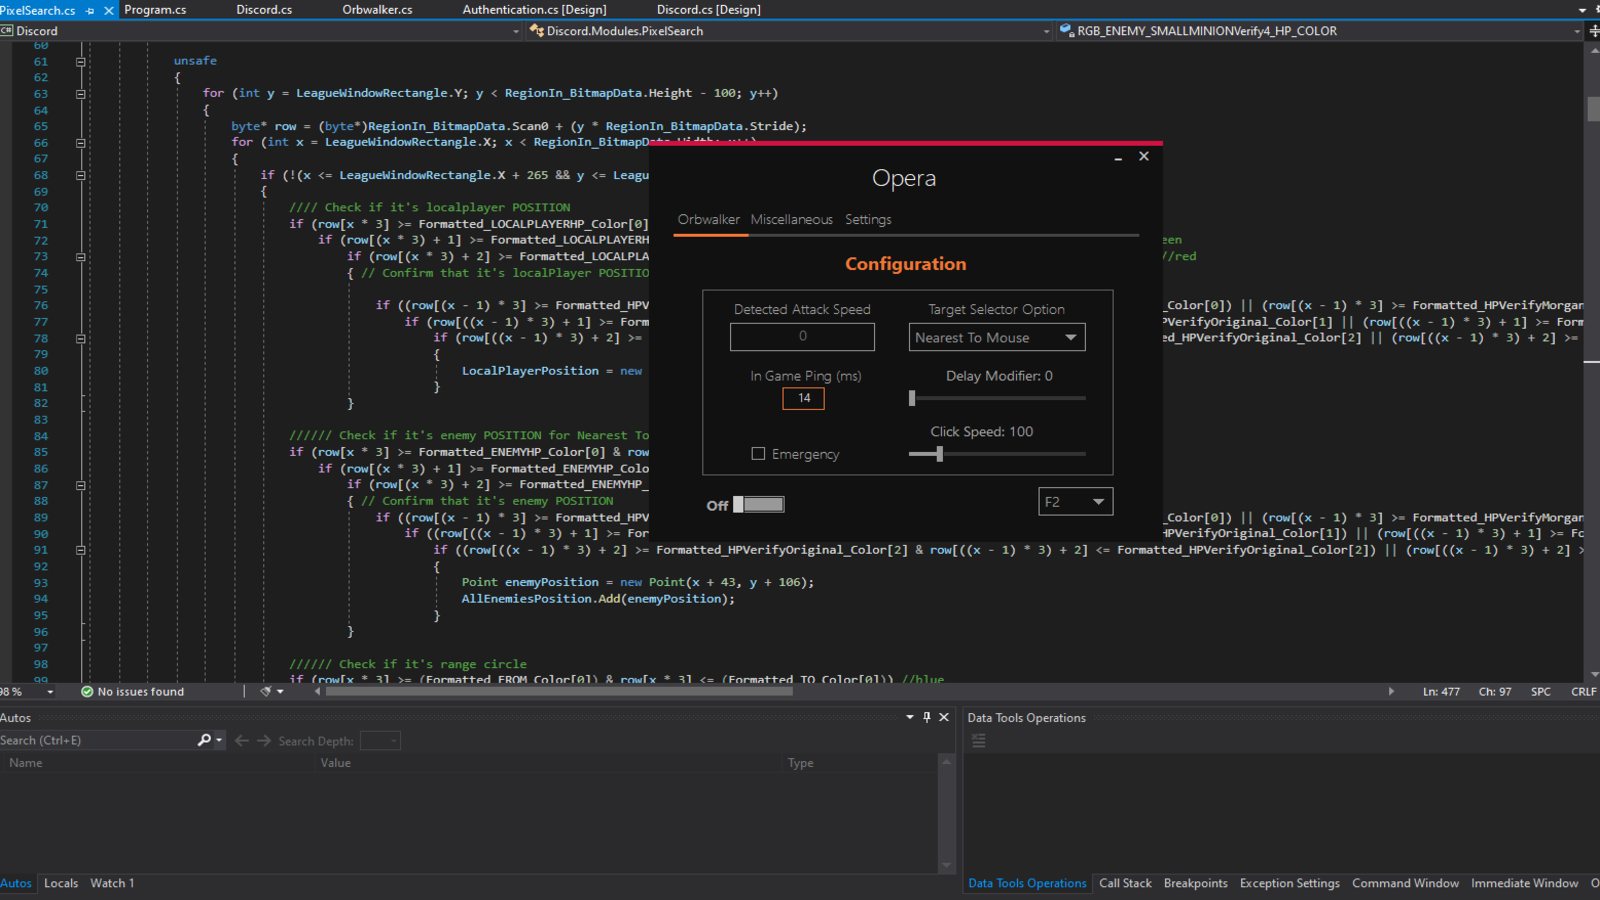 PixelSearch.cs Program.cs Discord.cs Orbwalker.cs Authentication.cs [Design] Discord.cs [Design]
C# Discord Discord.Modules.PixelSearch RGB_ENEMY_SMALLMINIONVerify4_HP_COLOR
60
61 unsafe
62 {
63 for (int y = LeagueWindowRectangle.Y; y < RegionIn_BitmapData.Height - 100; y++)
64 {
65 byte* row = (byte*)RegionIn_BitmapData.Scan0 + (y * RegionIn_BitmapData.Stride);
66 for (int x = LeagueWindowRectangle.X; x < RegionIn_BitmapData.Width; x++)
67 {
68 if (!(x <= LeagueWindowRectangle.X + 265 && y <= Leagu
69 {
70 //// Check if it's localplayer POSITION
71 if (row[x * 3] >= Formatted_LOCALPLAYERHP_Color[0]
72 if (row[(x * 3) + 1] >= Formatted_LOCALPLAYERH een
73 if (row[(x * 3) + 2] >= Formatted_LOCALPLA //red
74 { // Confirm that it's localPlayer POSITIO
75
76 if ((row[(x - 1) * 3] >= Formatted_HPV _Color[0]) || (row[(x - 1) * 3] >= Formatted_HPVerifyMorgan
77 if (row[((x - 1) * 3) + 1] >= Form PVerifyOriginal_Color[1] || (row[((x - 1) * 3) + 1] >= Form
78 if (row[((x - 1) * 3) + 2] >= ed_HPVerifyOriginal_Color[2] || (row[((x - 1) * 3) + 2] >=
79 {
80 LocalPlayerPosition = new
81 }
82 }
83
84 ////// Check if it's enemy POSITION for Nearest To
85 if (row[x * 3] >= Formatted_ENEMYHP_Color[0] & row
86 if (row[(x * 3) + 1] >= Formatted_ENEMYHP_Colo
87 if (row[(x * 3) + 2] >= Formatted_ENEMYHP_
88 { // Confirm that it's enemy POSITION
89 if ((row[(x - 1) * 3] >= Formatted_HPV _Color[0]) || (row[(x - 1) * 3] >= Formatted_HPVerifyMorgan
90 if ((row[((x - 1) * 3) + 1] >= For PVerifyOriginal_Color[1]) || (row[((x - 1) * 3) + 1] >= For
91 if ((row[((x - 1) * 3) + 2] >= Formatted_HPVerifyOriginal_Color[2] & row[((x - 1) * 3) + 2] <= Formatted_HPVerifyOriginal_Color[2]) || (row[((x - 1) * 3) + 2] >
92 {
93 Point enemyPosition = new Point(x + 43, y + 106);
94 AllEnemiesPosition.Add(enemyPosition);
95 }
96 }
97
98 ////// Check if it's range circle
99 if (row[x * 3] >= (Formatted_FROM_Color[0]) & row[x * 3] <= (Formatted_TO_Color[0])) //blue
Opera
Orbwalker Miscellaneous Settings
Configuration
Detected Attack Speed Target Selector Option
0 Nearest To Mouse
In Game Ping (ms) Delay Modifier: 0
14
Click Speed: 100
Emergency
Off F2
98 % No issues found Ln: 477 Ch: 97 SPC CRLF
Autos Data Tools Operations
Search (Ctrl+E) Search Depth:
Name Value Type
Autos Locals Watch 1 Data Tools Operations Call Stack Breakpoints Exception Settings Command Window Immediate Window O